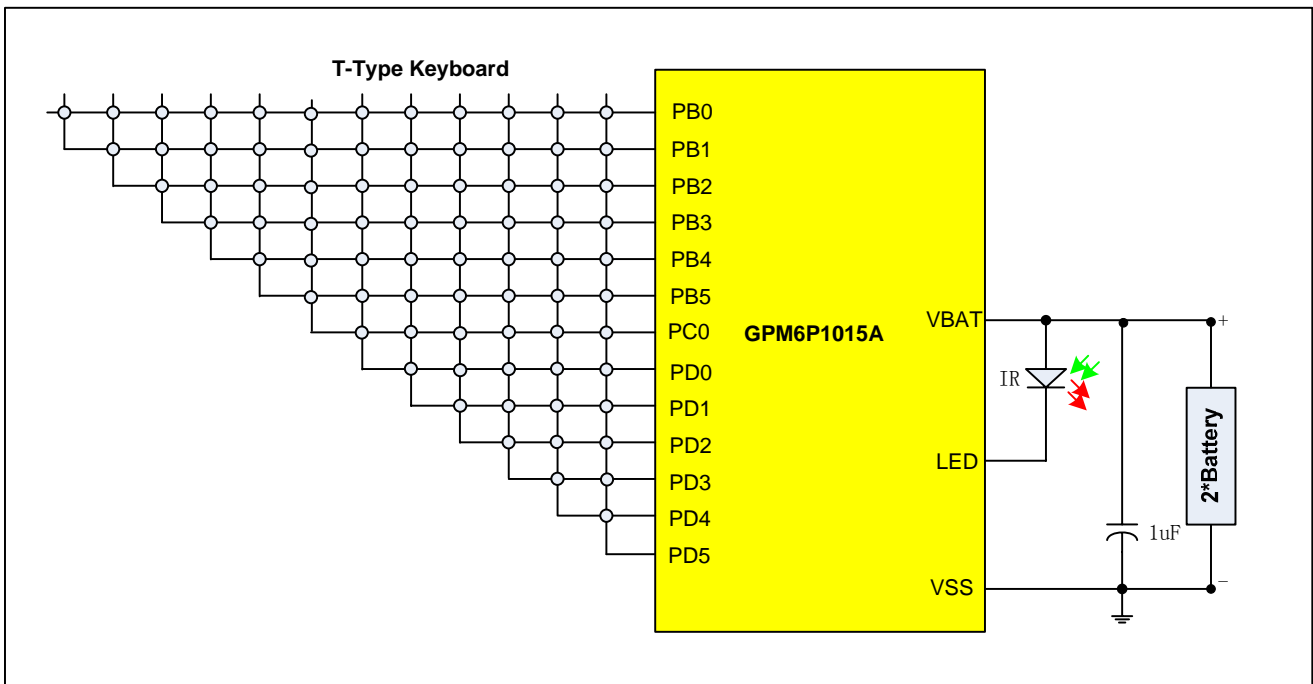 T-Type Keyboard
PB0
PB1
PB2
PB3
PB4
PB5
PC0
PD0
PD1
PD2
PD3
PD4
PD5
GPM6P1015A
VBAT
LED
VSS
IR
1uF
+
2*Battery
-